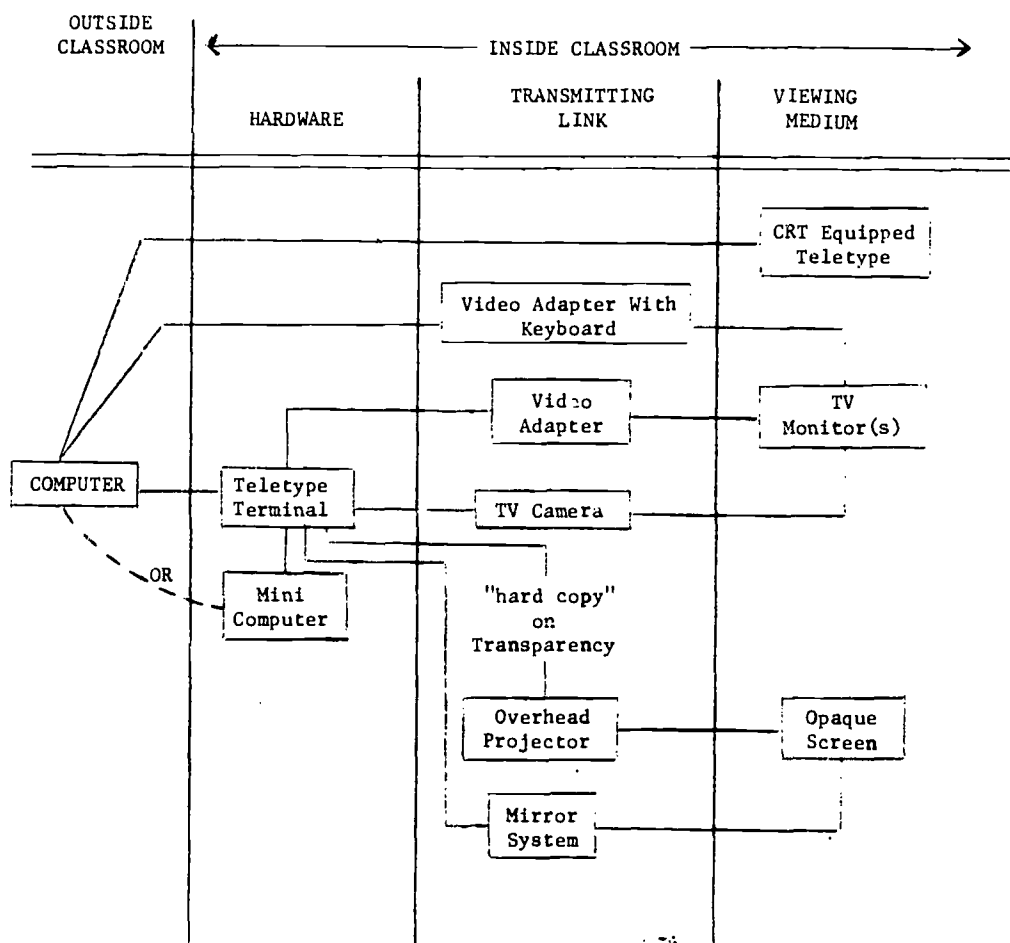 OUTSIDE
CLASSROOM
INSIDE CLASSROOM
HARDWARE
TRANSMITTING
LINK
VIEWING
MEDIUM
CRT Equipped
Teletype
Video Adapter With
Keyboard
Video
Adapter
TV
Monitor(s)
COMPUTER
Teletype
Terminal
TV Camera
OR
Mini
Computer
"hard copy"
on
Transparency
Overhead
Projector
Opaque
Screen
Mirror
System